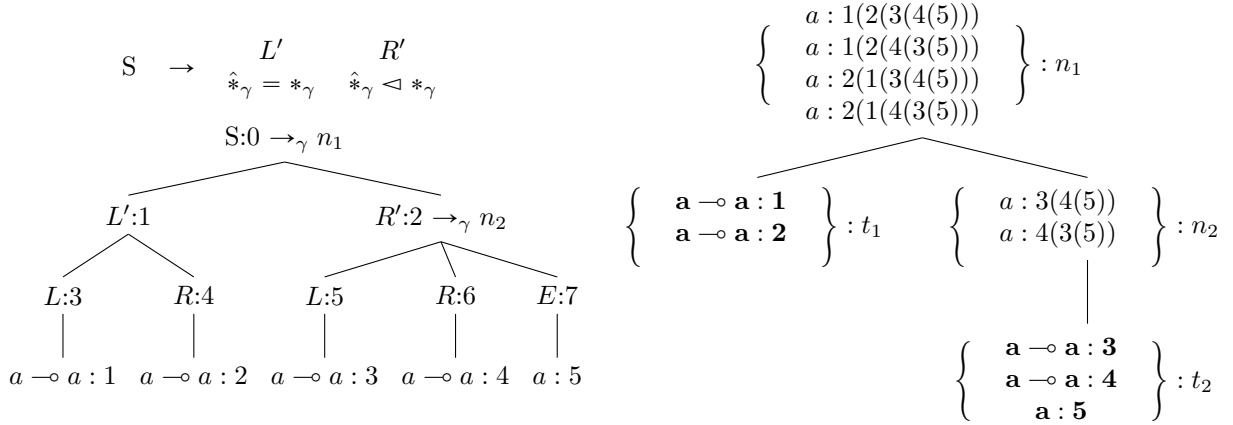 S → L′ R′
*̂γ = *γ *̂γ ⊲ *γ
S:0 →γ n₁
L′:1 R′:2 →γ n₂
L:3 R:4 L:5 R:6 E:7
a ⊸ a : 1 a ⊸ a : 2 a ⊸ a : 3 a ⊸ a : 4 a : 5
{ a : 1(2(3(4(5)))
a : 1(2(4(3(5)))
a : 2(1(3(4(5)))
a : 2(1(4(3(5))) } : n₁
{ a ⊸ a : 1
a ⊸ a : 2 } : t₁
{ a : 3(4(5))
a : 4(3(5)) } : n₂
{ a ⊸ a : 3
a ⊸ a : 4
a : 5 } : t₂